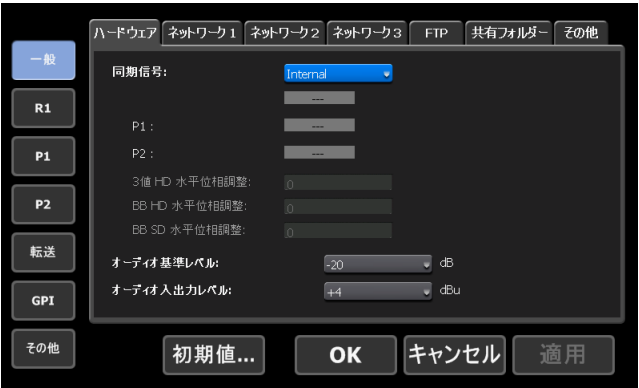 ハードウェア ネットワーク1 ネットワーク2 ネットワーク3 FTP 共有フォルダー その他
一般
R1
P1
P2
転送
GPI
その他
同期信号: Internal
---
P1 : ---
P2 : ---
3値 HD 水平位相調整: 0
BB HD 水平位相調整: 0
BB SD 水平位相調整: 0
オーディオ基準レベル: -20 dB
オーディオ入出力レベル: +4 dBu
初期値... OK キャンセル 適用